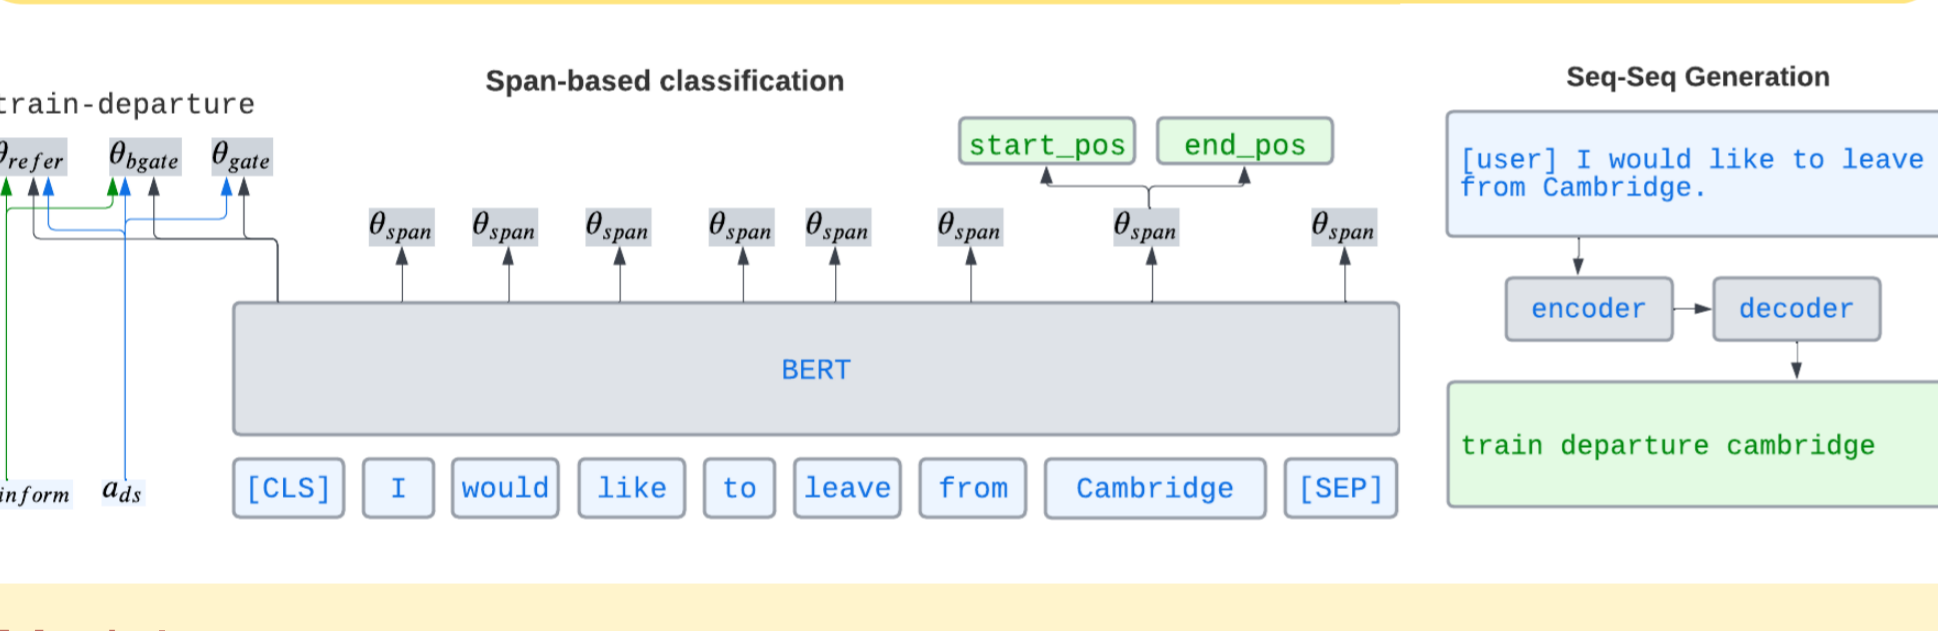 Span-based classification
Seq-Seq Generation
train-departure
start_pos
end_pos
θrefer
θbgate
θgate
[user] I would like to leave
from Cambridge.
θspan
θspan
θspan
θspan
θspan
θspan
θspan
θspan
encoder
decoder
BERT
train departure cambridge
inform
ads
[CLS]
I
would
like
to
leave
from
Cambridge
[SEP]